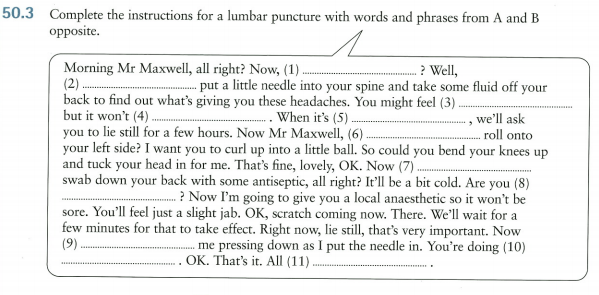 50.3 Complete the instructions for a lumbar puncture with words and phrases from A and B
opposite.
Morning Mr Maxwell, all right? Now, (1) ........................................ ? Well,
(2) ........................................ put a little needle into your spine and take some fluid off your
back to find out what's giving you these headaches. You might feel (3) ........................................
but it won't (4) ........................................ . When it's (5) ........................................ , we'll ask
you to lie still for a few hours. Now Mr Maxwell, (6) ........................................ roll onto
your left side? I want you to curl up into a little ball. So could you bend your knees up
and tuck your head in for me. That's fine, lovely, OK. Now (7) ........................................
swab down your back with some antiseptic, all right? It'll be a bit cold. Are you (8)
........................................ ? Now I'm going to give you a local anaesthetic so it won't be
sore. You'll feel just a slight jab. OK, scratch coming now. There. We'll wait for a
few minutes for that to take effect. Right now, lie still, that's very important. Now
(9) ........................................ me pressing down as I put the needle in. You're doing (10)
........................................ . OK. That's it. All (11) ........................................ .